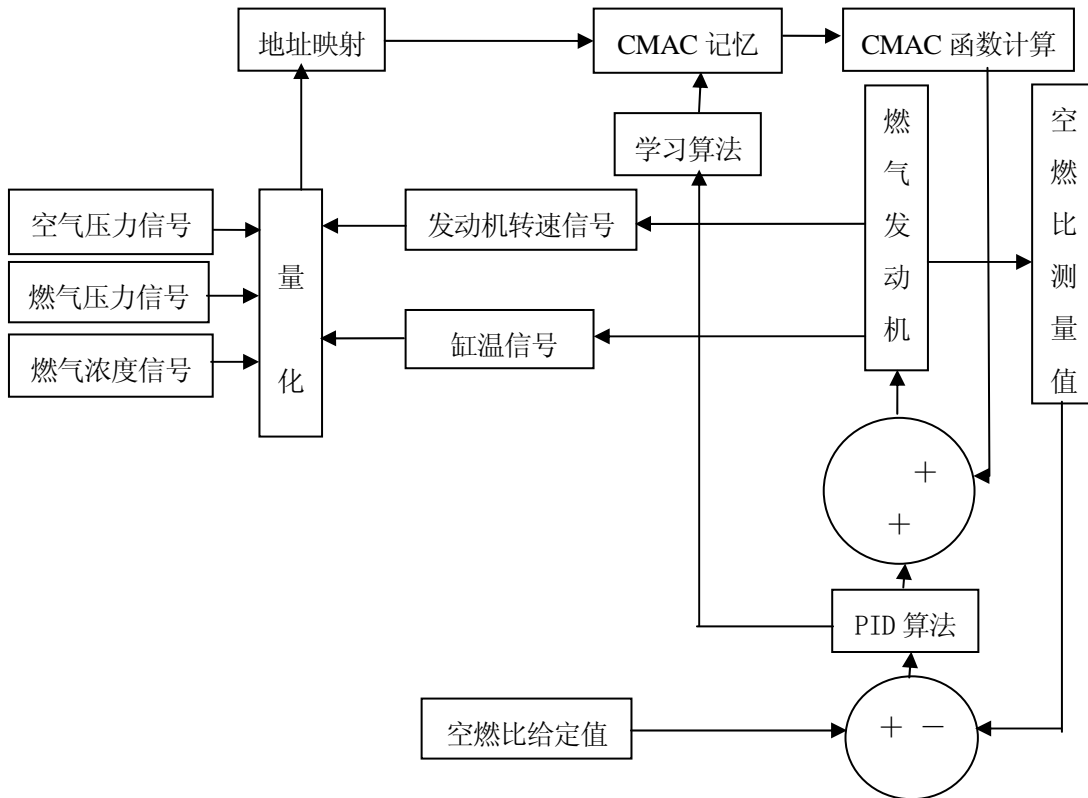 地址映射
CMAC 记忆
CMAC 函数计算
学习算法
燃气发动机
空燃比测量值
空气压力信号
燃气压力信号
燃气浓度信号
量化
发动机转速信号
缸温信号
+
+
PID 算法
空燃比给定值
+ −